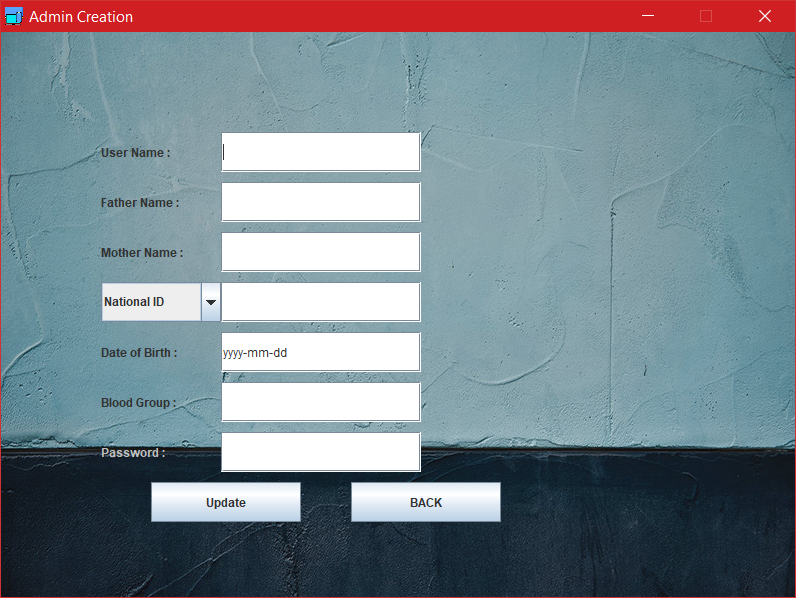 Admin Creation
User Name :
Father Name :
Mother Name :
National ID
Date of Birth : yyyy-mm-dd
Blood Group :
Password :
Update BACK